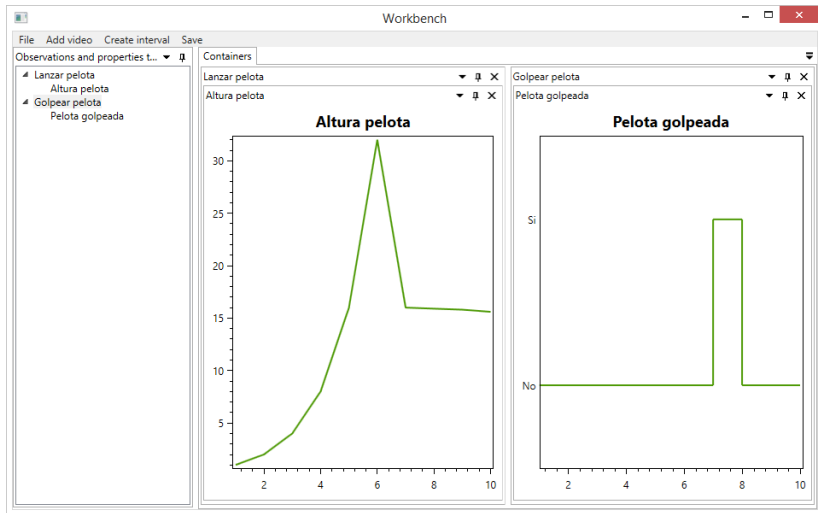 Workbench
File Add video Create interval Save
Observations and properties t...
Lanzar pelota
Altura pelota
Golpear pelota
Pelota golpeada
Containers
Lanzar pelota
Altura pelota
Altura pelota
30
25
20
15
10
5
2 4 6 8 10
Golpear pelota
Pelota golpeada
Pelota golpeada
Si
No
2 4 6 8 10